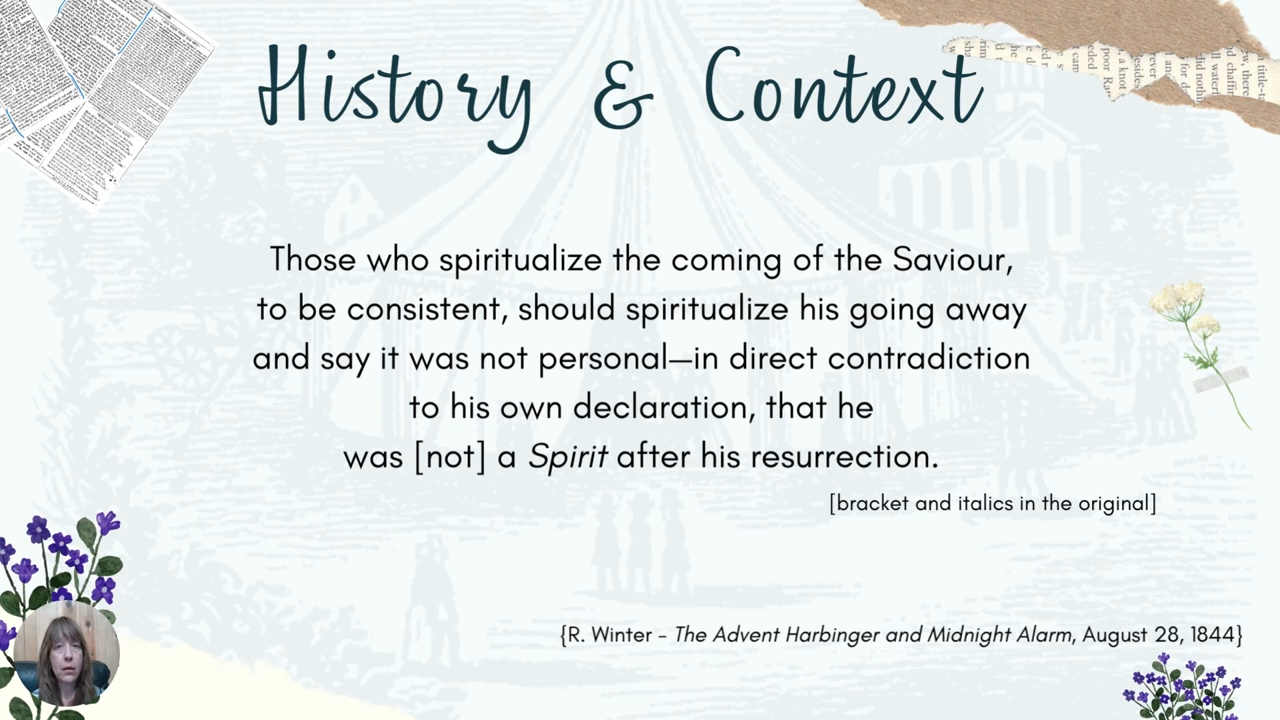 History & Context
Those who spiritualize the coming of the Saviour,
to be consistent, should spiritualize his going away
and say it was not personal—in direct contradiction
to his own declaration, that he
was [not] a Spirit after his resurrection.
[bracket and italics in the original]
{R. Winter - The Advent Harbinger and Midnight Alarm, August 28, 1844}